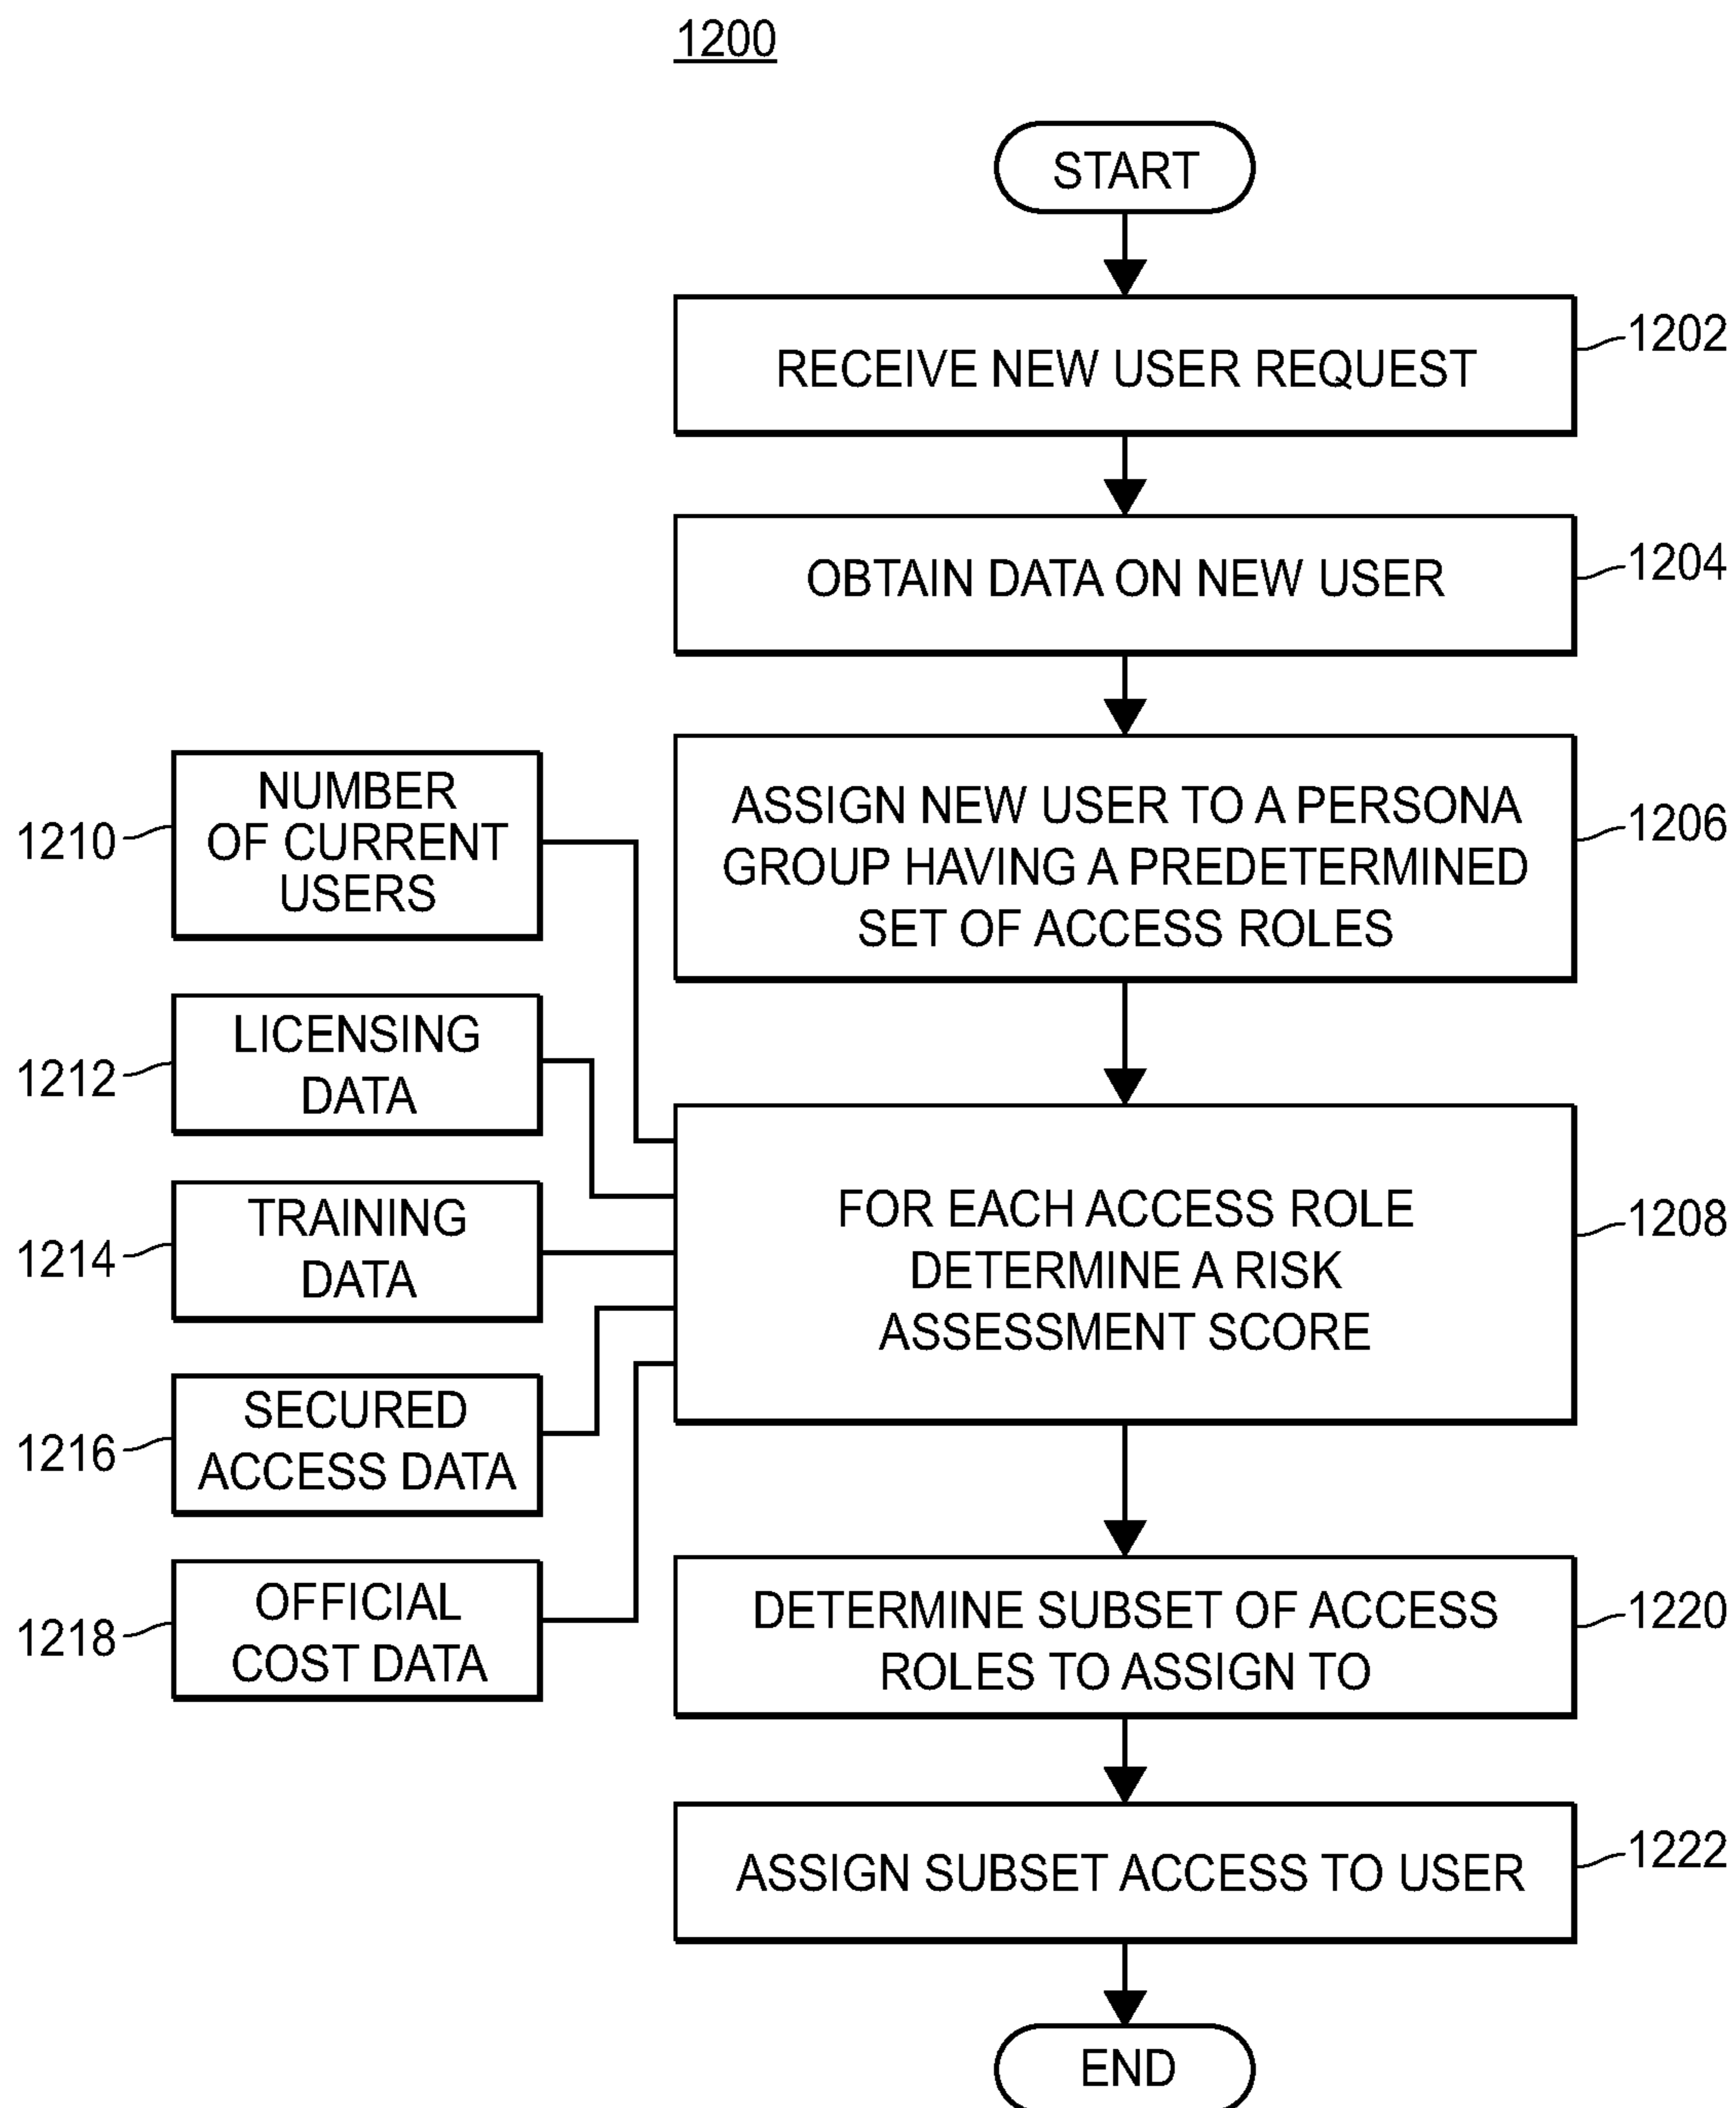 1200
START
RECEIVE NEW USER REQUEST
1202
OBTAIN DATA ON NEW USER
1204
ASSIGN NEW USER TO A PERSONA
GROUP HAVING A PREDETERMINED
SET OF ACCESS ROLES
1206
NUMBER
OF CURRENT
USERS
1210
LICENSING
DATA
1212
TRAINING
DATA
1214
SECURED
ACCESS DATA
1216
OFFICIAL
COST DATA
1218
FOR EACH ACCESS ROLE
DETERMINE A RISK
ASSESSMENT SCORE
1208
DETERMINE SUBSET OF ACCESS
ROLES TO ASSIGN TO
1220
ASSIGN SUBSET ACCESS TO USER
1222
END